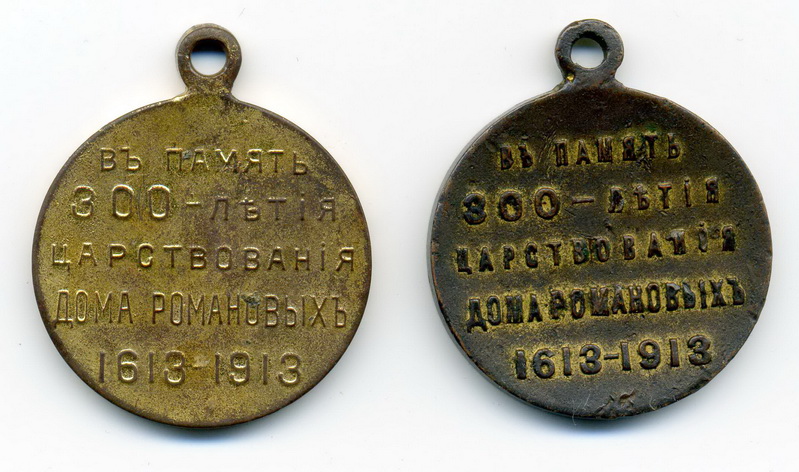 ВЪ ПАМЯТЬ
300-ЛѢТІЯ
ЦАРСТВОВАНІЯ
ДОМА РОМАНОВЫХЪ
1613-1913
ВЪ ПАМЯТЬ
300-ЛѢТІЯ
ЦАРСТВОВАНІЯ
ДОМА РОМАНОВЫХЪ
1613-1913